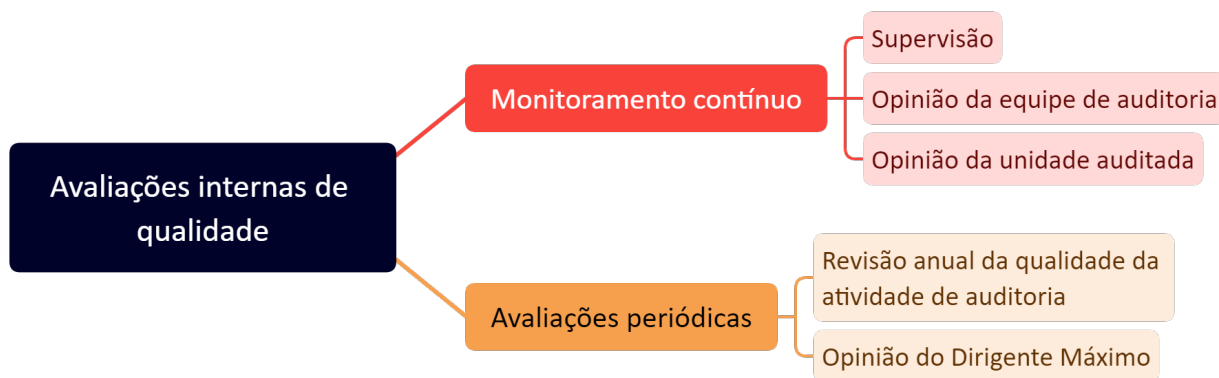 Avaliações internas de
qualidade
Monitoramento contínuo
Supervisão
Opinião da equipe de auditoria
Opinião da unidade auditada
Avaliações periódicas
Revisão anual da qualidade da
atividade de auditoria
Opinião do Dirigente Máximo